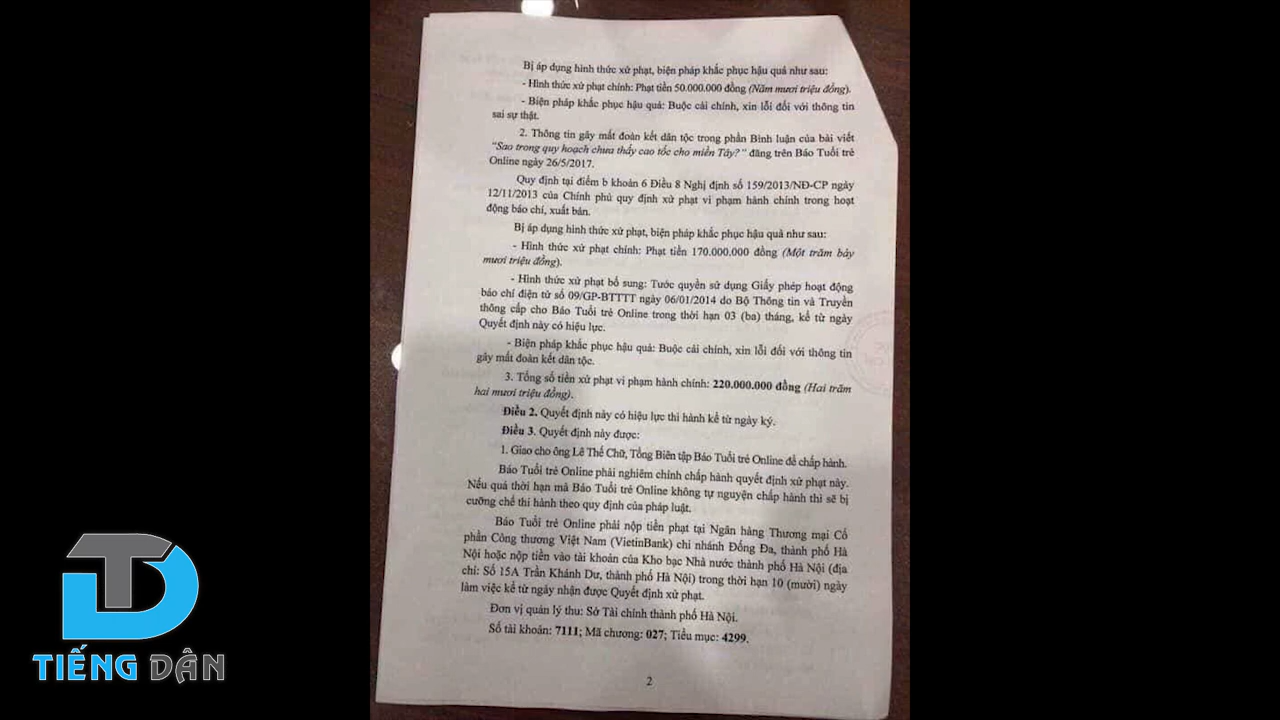 Bị áp dụng hình thức xử phạt, biện pháp khắc phục hậu quả như sau:
- Hình thức xử phạt chính: Phạt tiền 50.000.000 đồng (Năm mươi triệu đồng).
- Biện pháp khắc phục hậu quả: Buộc cải chính, xin lỗi đối với thông tin
sai sự thật.
2. Thông tin gây mất đoàn kết dân tộc trong phần Bình luận của bài viết
"Sao trong quy hoạch chưa thấy cao tốc cho miền Tây?" đăng trên Báo Tuổi trẻ
Online ngày 26/5/2017.
Quy định tại điểm b khoản 6 Điều 8 Nghị định số 159/2013/NĐ-CP ngày
12/11/2013 của Chính phủ quy định xử phạt vi phạm hành chính trong hoạt
động báo chí, xuất bản.
Bị áp dụng hình thức xử phạt, biện pháp khắc phục hậu quả như sau:
- Hình thức xử phạt chính: Phạt tiền 170.000.000 đồng (Một trăm bảy
mươi triệu đồng).
- Hình thức xử phạt bổ sung: Tước quyền sử dụng Giấy phép hoạt động
báo chí điện tử số 09/GP-BTTTT ngày 06/01/2014 do Bộ Thông tin và Truyền
thông cấp cho Báo Tuổi trẻ Online trong thời hạn 03 (ba) tháng, kể từ ngày
Quyết định này có hiệu lực.
- Biện pháp khắc phục hậu quả: Buộc cải chính, xin lỗi đối với thông tin
gây mất đoàn kết dân tộc.
3. Tổng số tiền xử phạt vi phạm hành chính: 220.000.000 đồng (Hai trăm
hai mươi triệu đồng).
Điều 2. Quyết định này có hiệu lực thi hành kể từ ngày ký.
Điều 3. Quyết định này được:
1. Giao cho ông Lê Thế Chữ, Tổng Biên tập Báo Tuổi trẻ Online để chấp hành.
Báo Tuổi trẻ Online phải nghiêm chỉnh chấp hành quyết định xử phạt này.
Nếu quá thời hạn mà Báo Tuổi trẻ Online không tự nguyện chấp hành thì sẽ bị
cưỡng chế thi hành theo quy định của pháp luật.
Báo Tuổi trẻ Online phải nộp tiền phạt tại Ngân hàng Thương mại Cổ
phần Công thương Việt Nam (VietinBank) chi nhánh Đống Đa, thành phố Hà
Nội hoặc nộp tiền vào tài khoản của Kho bạc Nhà nước thành phố Hà Nội (địa
chỉ: Số 15A Trần Khánh Dư, thành phố Hà Nội) trong thời hạn 10 (mười) ngày
làm việc kể từ ngày nhận được Quyết định xử phạt.
Đơn vị quản lý thu: Sở Tài chính thành phố Hà Nội.
Số tài khoản: 7111; Mã chương: 027; Tiểu mục: 4299.
2
TIẾNG DÂN